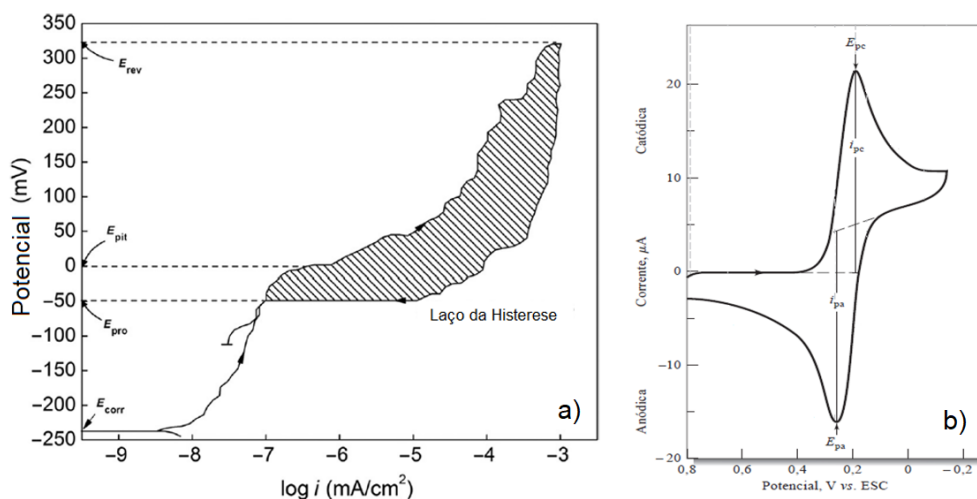 350
300
250
200
150
100
50
0
−50
−100
−150
−200
−250
Potencial (mV)
E_rev
E_pit
E_pro
E_corr
Laço da Histerese
a)
−9
−8
−7
−6
−5
−4
−3
log i (mA/cm²)
E_pc
20
10
0
−10
−20
Catódica
Corrente, μA
Anódica
i_pc
i_pa
E_pa
b)
0,8
0,6
0,4
0,2
0
−0,2
Potencial, V vs. ESC